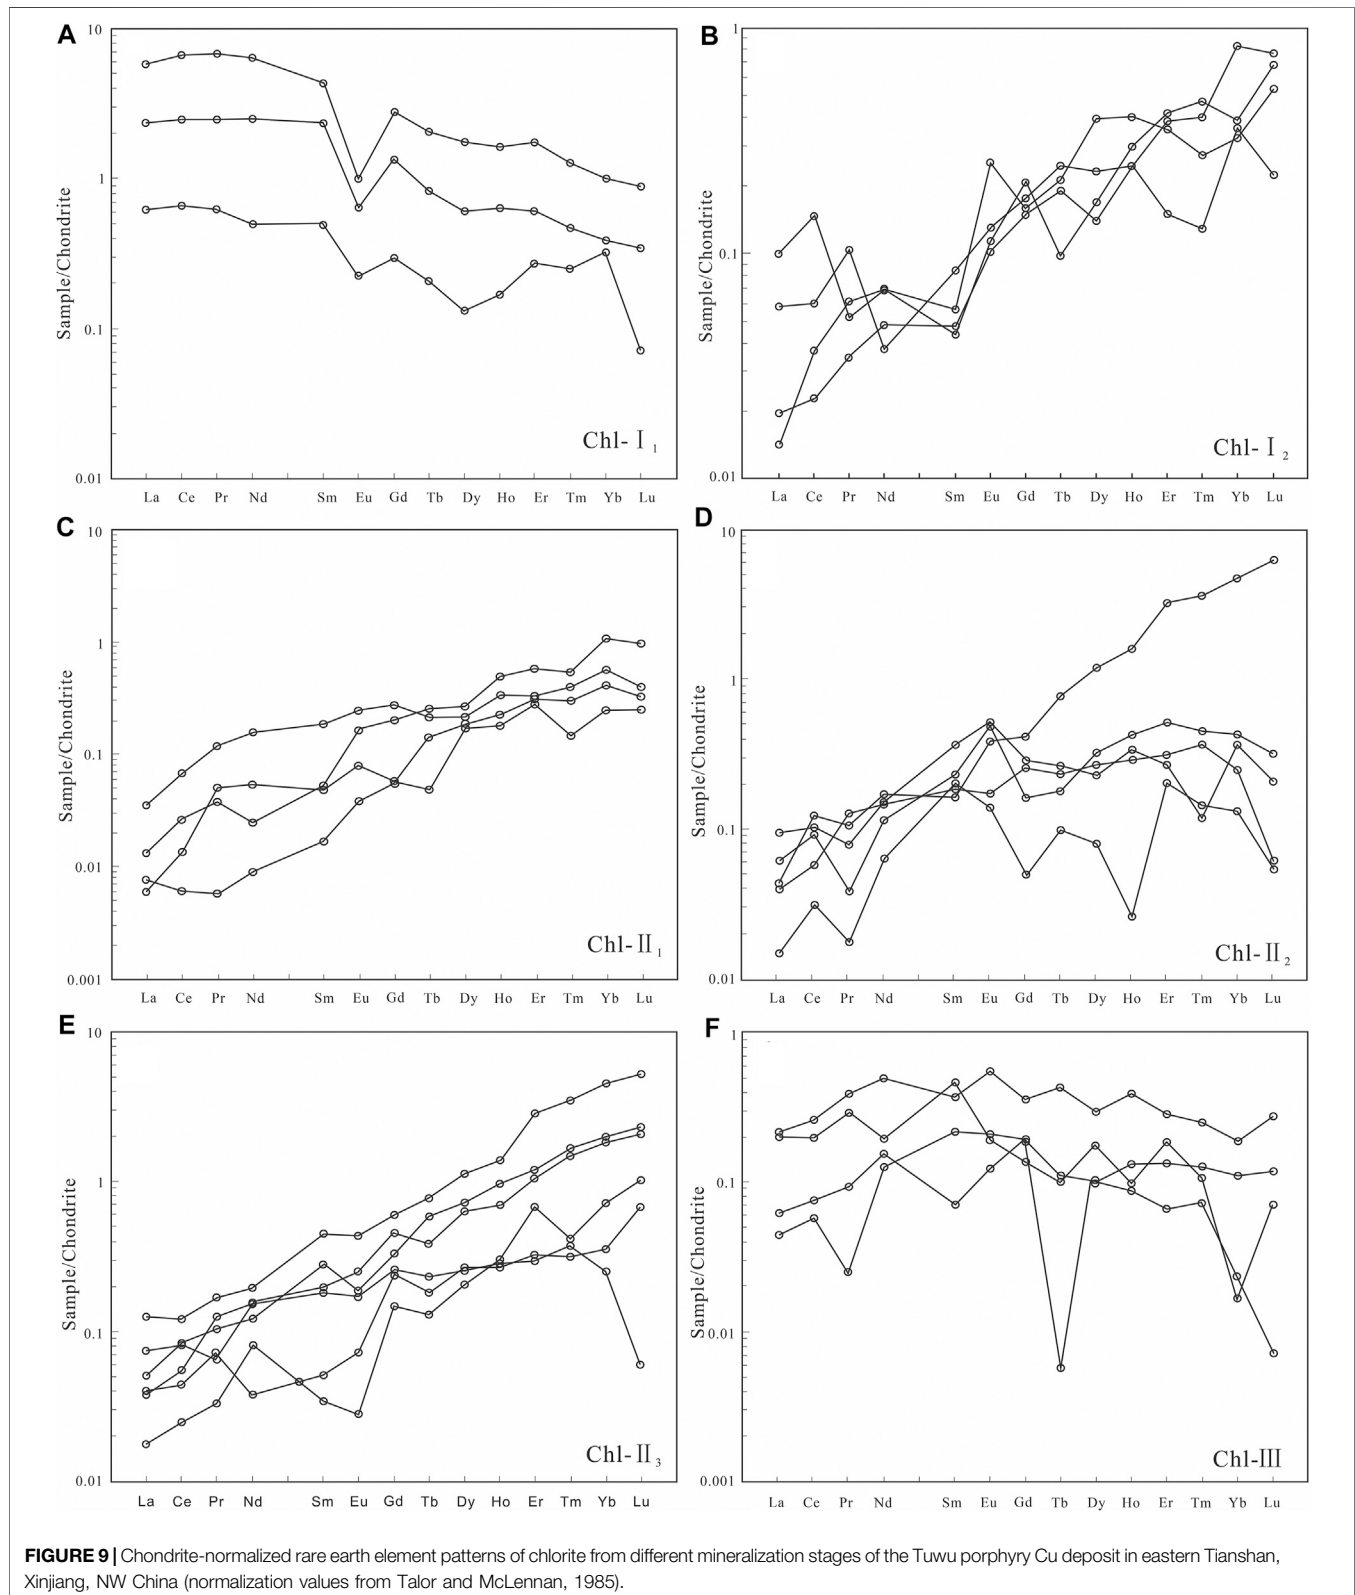 A
10
1
0.1
0.01
Sample/Chondrite
Chl-Ⅰ 1
La Ce Pr Nd Sm Eu Gd Tb Dy Ho Er Tm Yb Lu
B
1
0.1
0.01
Sample/Chondrite
Chl-Ⅰ 2
La Ce Pr Nd Sm Eu Gd Tb Dy Ho Er Tm Yb Lu
C
10
1
0.1
0.01
0.001
Sample/Chondrite
Chl-Ⅱ 1
La Ce Pr Nd Sm Eu Gd Tb Dy Ho Er Tm Yb Lu
D
10
1
0.1
0.01
Sample/Chondrite
Chl-Ⅱ 2
La Ce Pr Nd Sm Eu Gd Tb Dy Ho Er Tm Yb Lu
E
10
1
0.1
0.01
Sample/Chondrite
Chl-Ⅱ 3
La Ce Pr Nd Sm Eu Gd Tb Dy Ho Er Tm Yb Lu
F
1
0.1
0.01
0.001
Sample/Chondrite
Chl-Ⅲ
La Ce Pr Nd Sm Eu Gd Tb Dy Ho Er Tm Yb Lu
FIGURE 9 | Chondrite-normalized rare earth element patterns of chlorite from different mineralization stages of the Tuwu porphyry Cu deposit in eastern Tianshan,
Xinjiang, NW China (normalization values from Talor and McLennan, 1985).